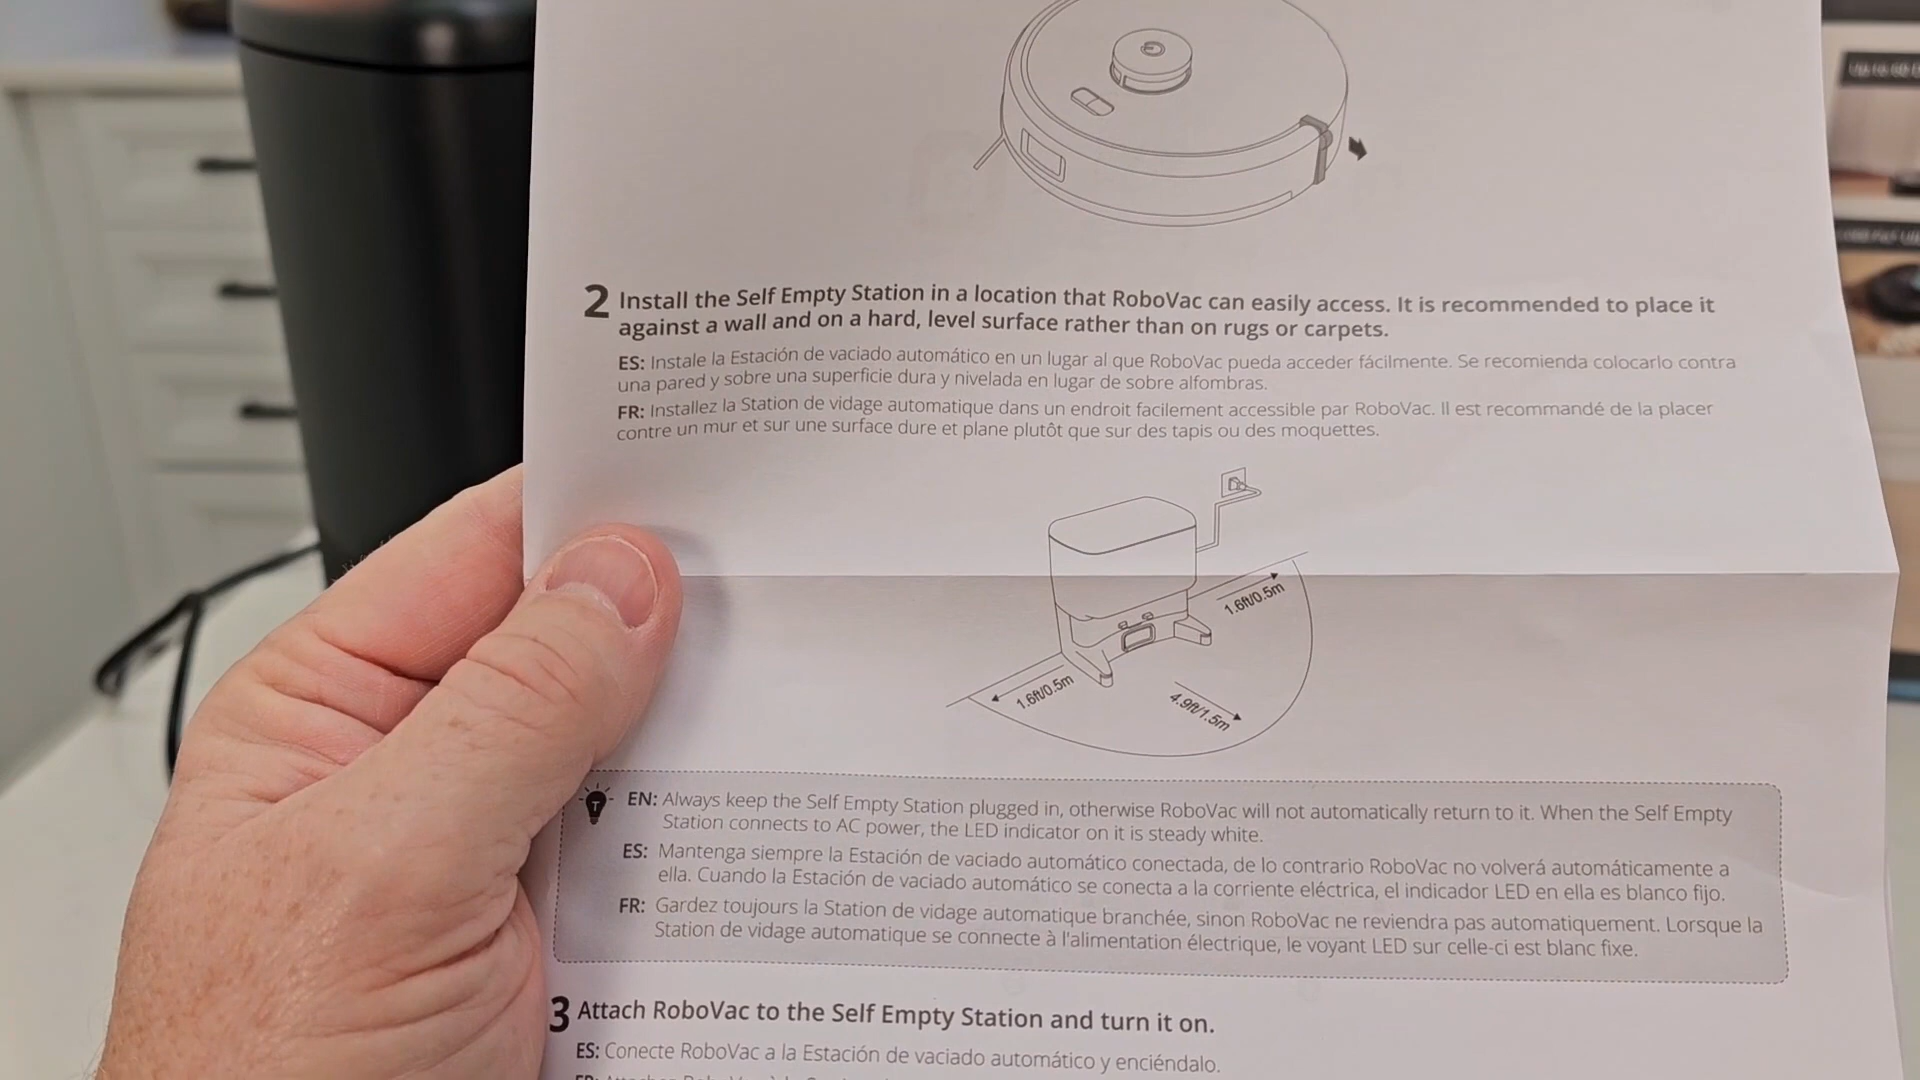 2 Install the Self Empty Station in a location that RoboVac can easily access. It is recommended to place it
against a wall and on a hard, level surface rather than on rugs or carpets.
ES: Instale la Estación de vaciado automático en un lugar al que RoboVac pueda acceder fácilmente. Se recomienda colocarlo contra
una pared y sobre una superficie dura y nivelada en lugar de sobre alfombras.
FR: Installez la Station de vidage automatique dans un endroit facilement accessible par RoboVac. Il est recommandé de la placer
contre un mur et sur une surface dure et plane plutôt que sur des tapis ou des moquettes.
1.6ft/0.5m
1.6ft/0.5m
4.9ft/1.5m
EN: Always keep the Self Empty Station plugged in, otherwise RoboVac will not automatically return to it. When the Self Empty
Station connects to AC power, the LED indicator on it is steady white.
ES: Mantenga siempre la Estación de vaciado automático conectada, de lo contrario RoboVac no volverá automáticamente a
ella. Cuando la Estación de vaciado automático se conecta a la corriente eléctrica, el indicador LED en ella es blanco fijo.
FR: Gardez toujours la Station de vidage automatique branchée, sinon RoboVac ne reviendra pas automatiquement. Lorsque la
Station de vidage automatique se connecte à l'alimentation électrique, le voyant LED sur celle-ci est blanc fixe.
3 Attach RoboVac to the Self Empty Station and turn it on.
ES: Conecte RoboVac a la Estación de vaciado automático y enciéndalo.